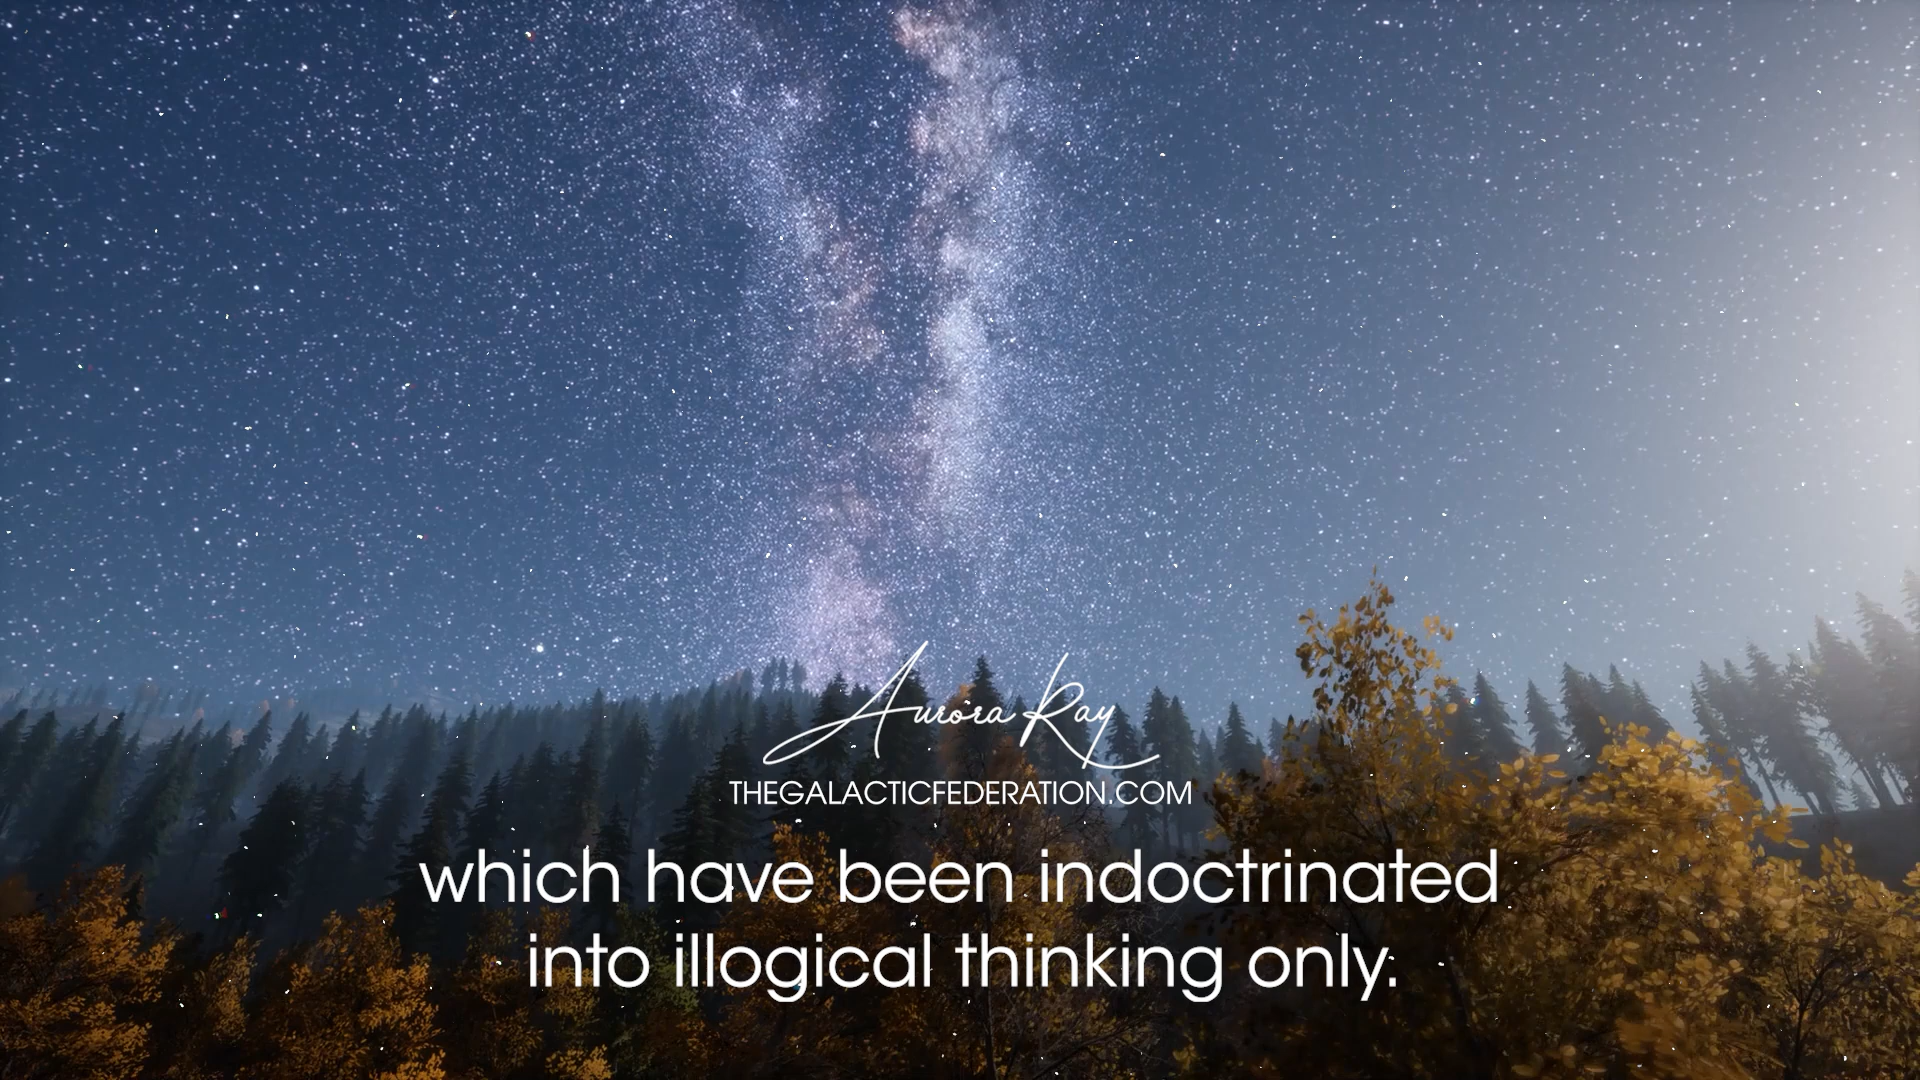 Aurora Ray
THEGALACTICFEDERATION.COM
which have been indoctrinated
into illogical thinking only.